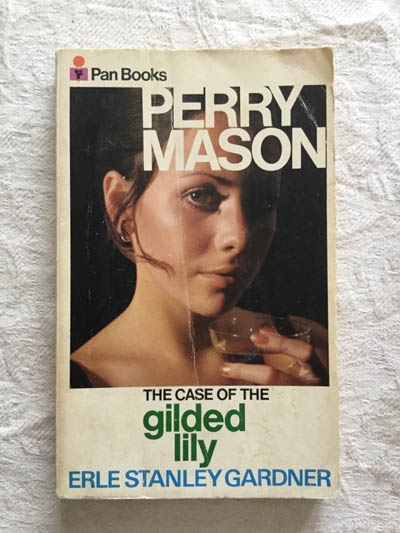 Pan Books
PERRY
MASON
THE CASE OF THE
gilded
lily
ERLE STANLEY GARDNER